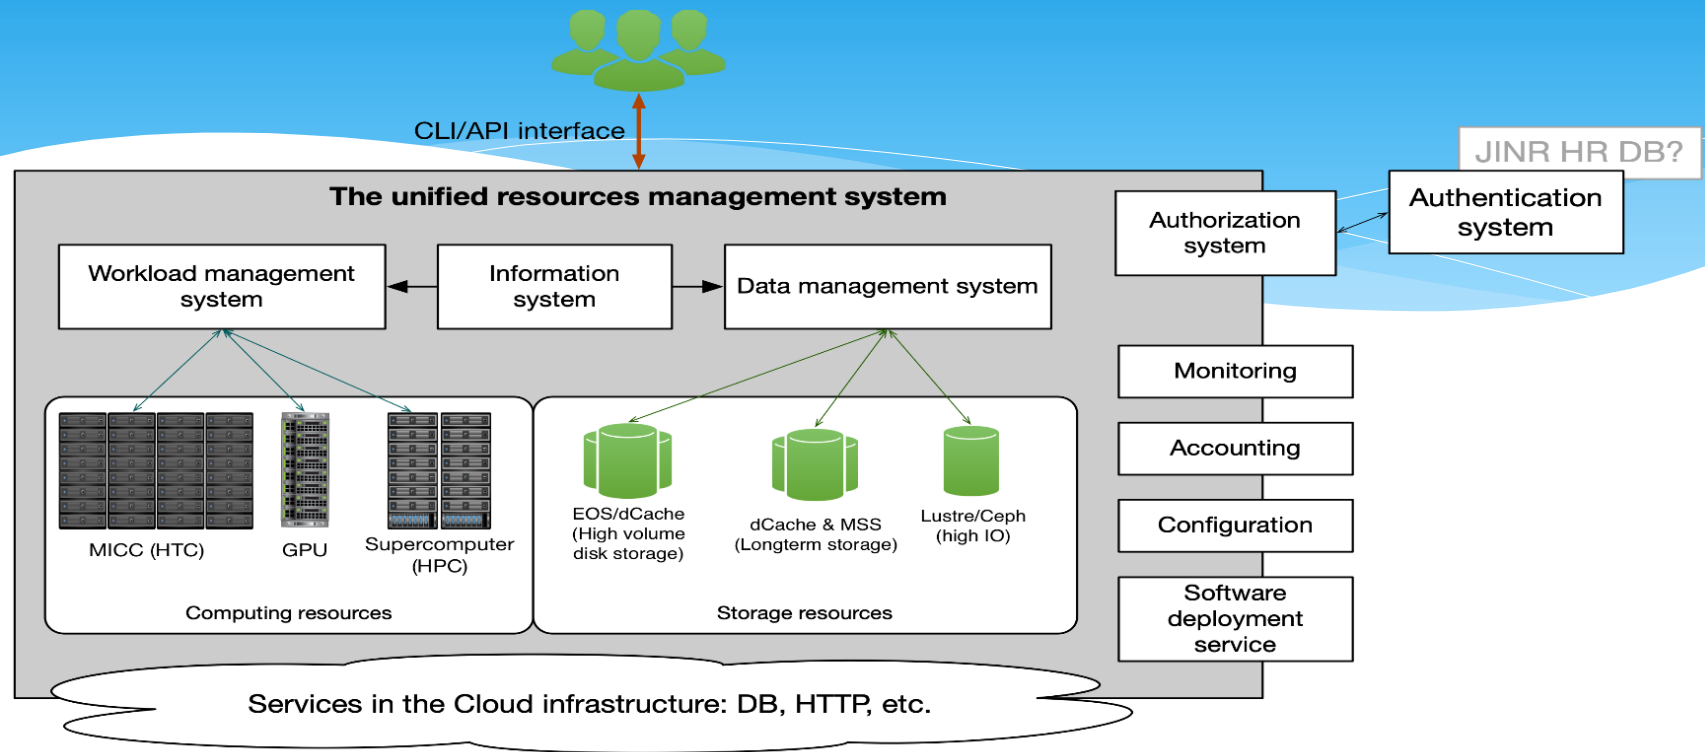 CLI/API interface
JINR HR DB?
The unified resources management system
Authorization
system
Authentication
system
Workload management
system
Information
system
Data management system
Monitoring
Accounting
Configuration
Software
deployment
service
MICC (HTC)
GPU
Supercomputer
(HPC)
Computing resources
EOS/dCache
(High volume
disk storage)
dCache & MSS
(Longterm storage)
Lustre/Ceph
(high IO)
Storage resources
Services in the Cloud infrastructure: DB, HTTP, etc.